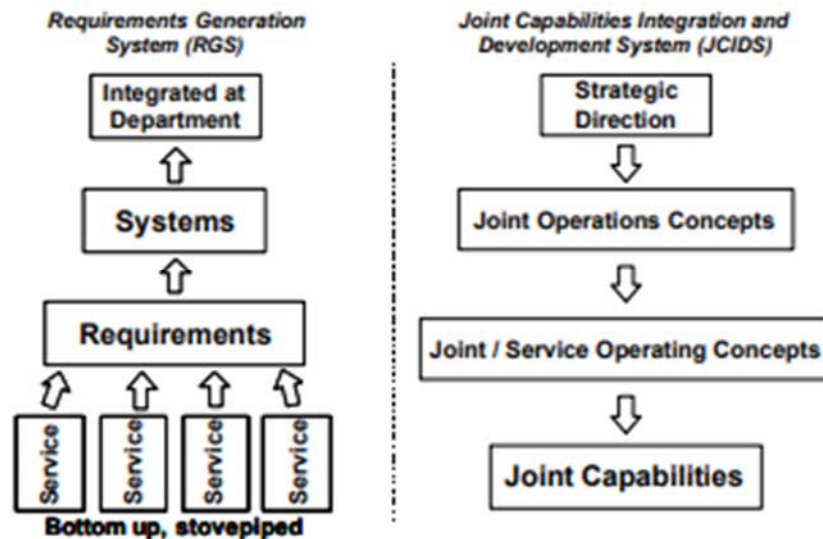 Requirements Generation
System (RGS)
Integrated at
Department
Systems
Requirements
Service
Service
Service
Service
Bottom up, stovepiped
Joint Capabilities Integration and
Development System (JCIDS)
Strategic
Direction
Joint Operations Concepts
Joint / Service Operating Concepts
Joint Capabilities